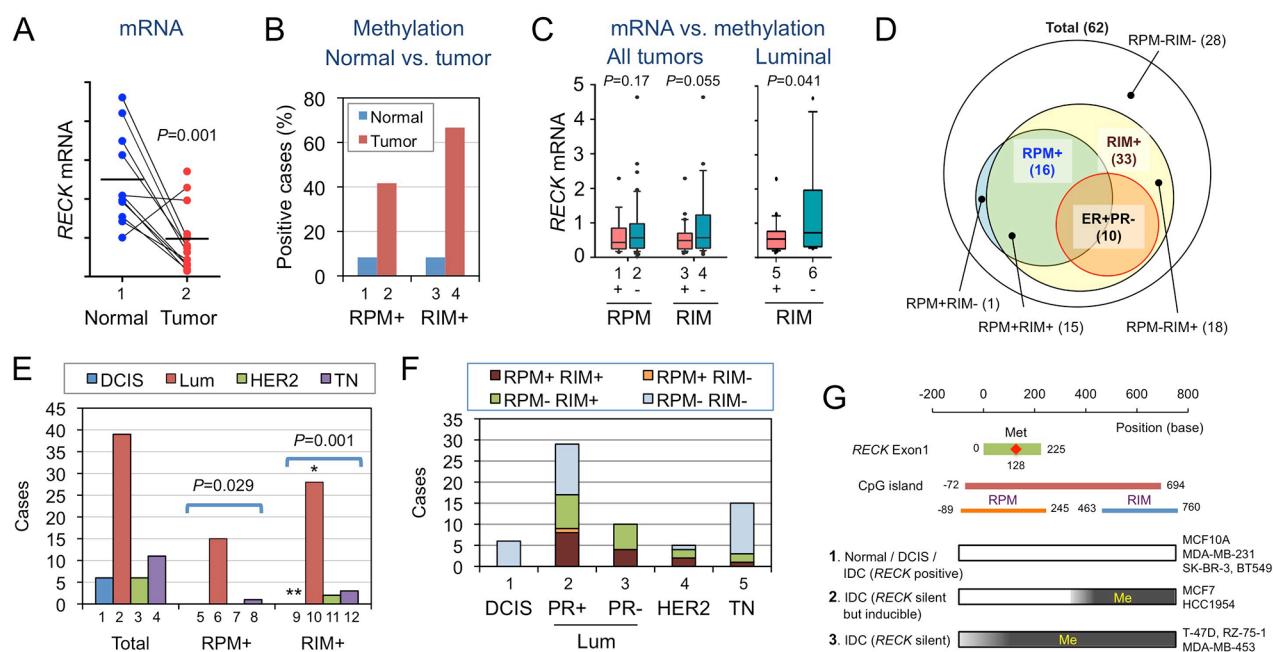 A
mRNA
RECK mRNA
P=0.001
1
2
Normal
Tumor
B
Methylation
Normal vs. tumor
Positive cases (%)
80
60
40
20
0
Normal
Tumor
1
2
3
4
RPM+
RIM+
C
mRNA vs. methylation
All tumors
Luminal
P=0.17
P=0.055
P=0.041
RECK mRNA
5
4
3
2
1
0
1
2
3
4
5
6
+
-
+
-
+
-
RPM
RIM
RIM
D
Total (62)
RPM-RIM- (28)
RPM+
(16)
RIM+
(33)
ER+PR-
(10)
RPM+RIM- (1)
RPM+RIM+ (15)
RPM-RIM+ (18)
E
DCIS
Lum
HER2
TN
Cases
45
40
35
30
25
20
15
10
5
0
P=0.029
P=0.001
*
**
1
2
3
4
5
6
7
8
9
10
11
12
Total
RPM+
RIM+
F
RPM+ RIM+
RPM+ RIM-
RPM- RIM+
RPM- RIM-
Cases
35
30
25
20
15
10
5
0
1
2
3
4
5
DCIS
PR+
PR-
HER2
TN
Lum
G
-200
0
200
400
600
800
Position (base)
RECK Exon1
0
Met
225
128
CpG island
-72
694
RPM
RIM
-89
245
463
760
1. Normal / DCIS /
IDC (RECK positive)
MCF10A
MDA-MB-231
SK-BR-3, BT549
2. IDC (RECK silent
but inducible)
Me
MCF7
HCC1954
3. IDC (RECK silent)
Me
T-47D, RZ-75-1
MDA-MB-453